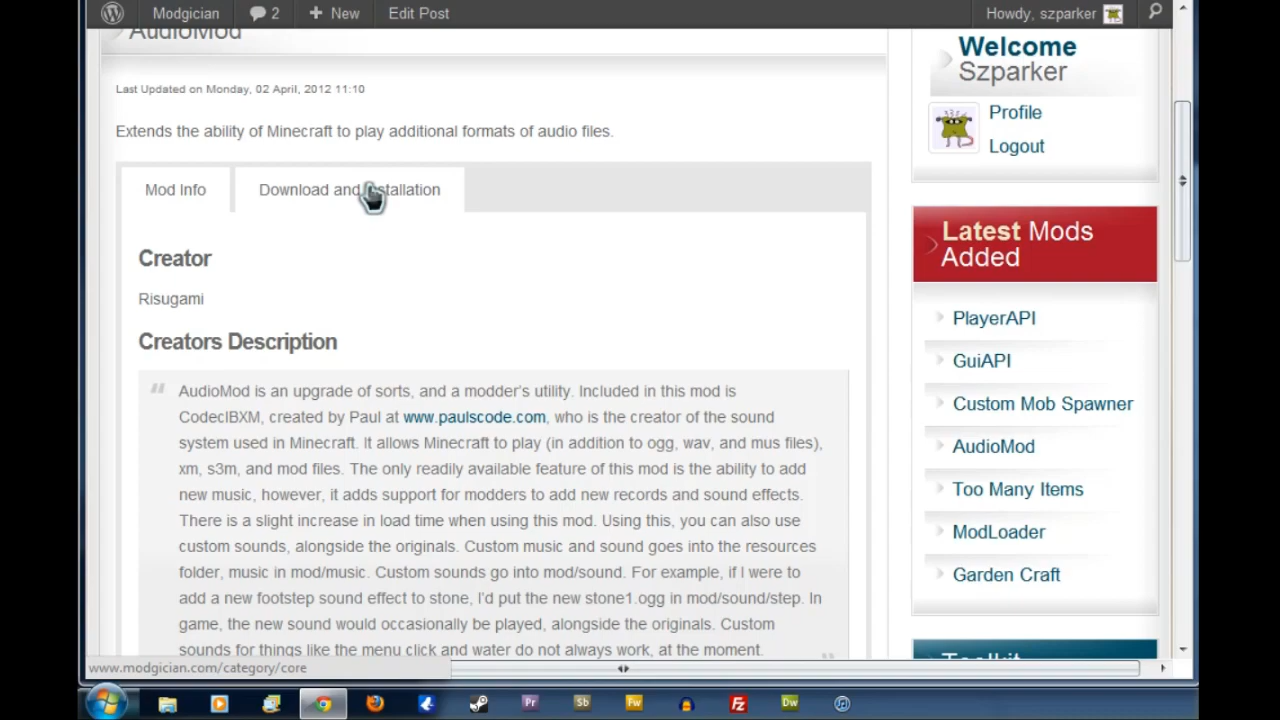 Modgician 2 New Edit Post Howdy, szparker
AudioMod
Last Updated on Monday, 02 April, 2012 11:10
Extends the ability of Minecraft to play additional formats of audio files.
Mod Info Download and Installation
Creator
Risugami
Creators Description
AudioMod is an upgrade of sorts, and a modder's utility. Included in this mod is
CodecIBXM, created by Paul at www.paulscode.com, who is the creator of the sound
system used in Minecraft. It allows Minecraft to play (in addition to ogg, wav, and mus files),
xm, s3m, and mod files. The only readily available feature of this mod is the ability to add
new music, however, it adds support for modders to add new records and sound effects.
There is a slight increase in load time when using this mod. Using this, you can also use
custom sounds, alongside the originals. Custom music and sound goes into the resources
folder, music in mod/music. Custom sounds go into mod/sound. For example, if I were to
add a new footstep sound effect to stone, I'd put the new stone1.ogg in mod/sound/step. In
game, the new sound would occasionally be played, alongside the originals. Custom
sounds for things like the menu click and water do not always work, at the moment.
Welcome
Szparker
Profile
Logout
Latest Mods
Added
PlayerAPI
GuiAPI
Custom Mob Spawner
AudioMod
Too Many Items
ModLoader
Garden Craft
Toolkit
www.modgician.com/category/core
Pr Sb Fw Fz Dw